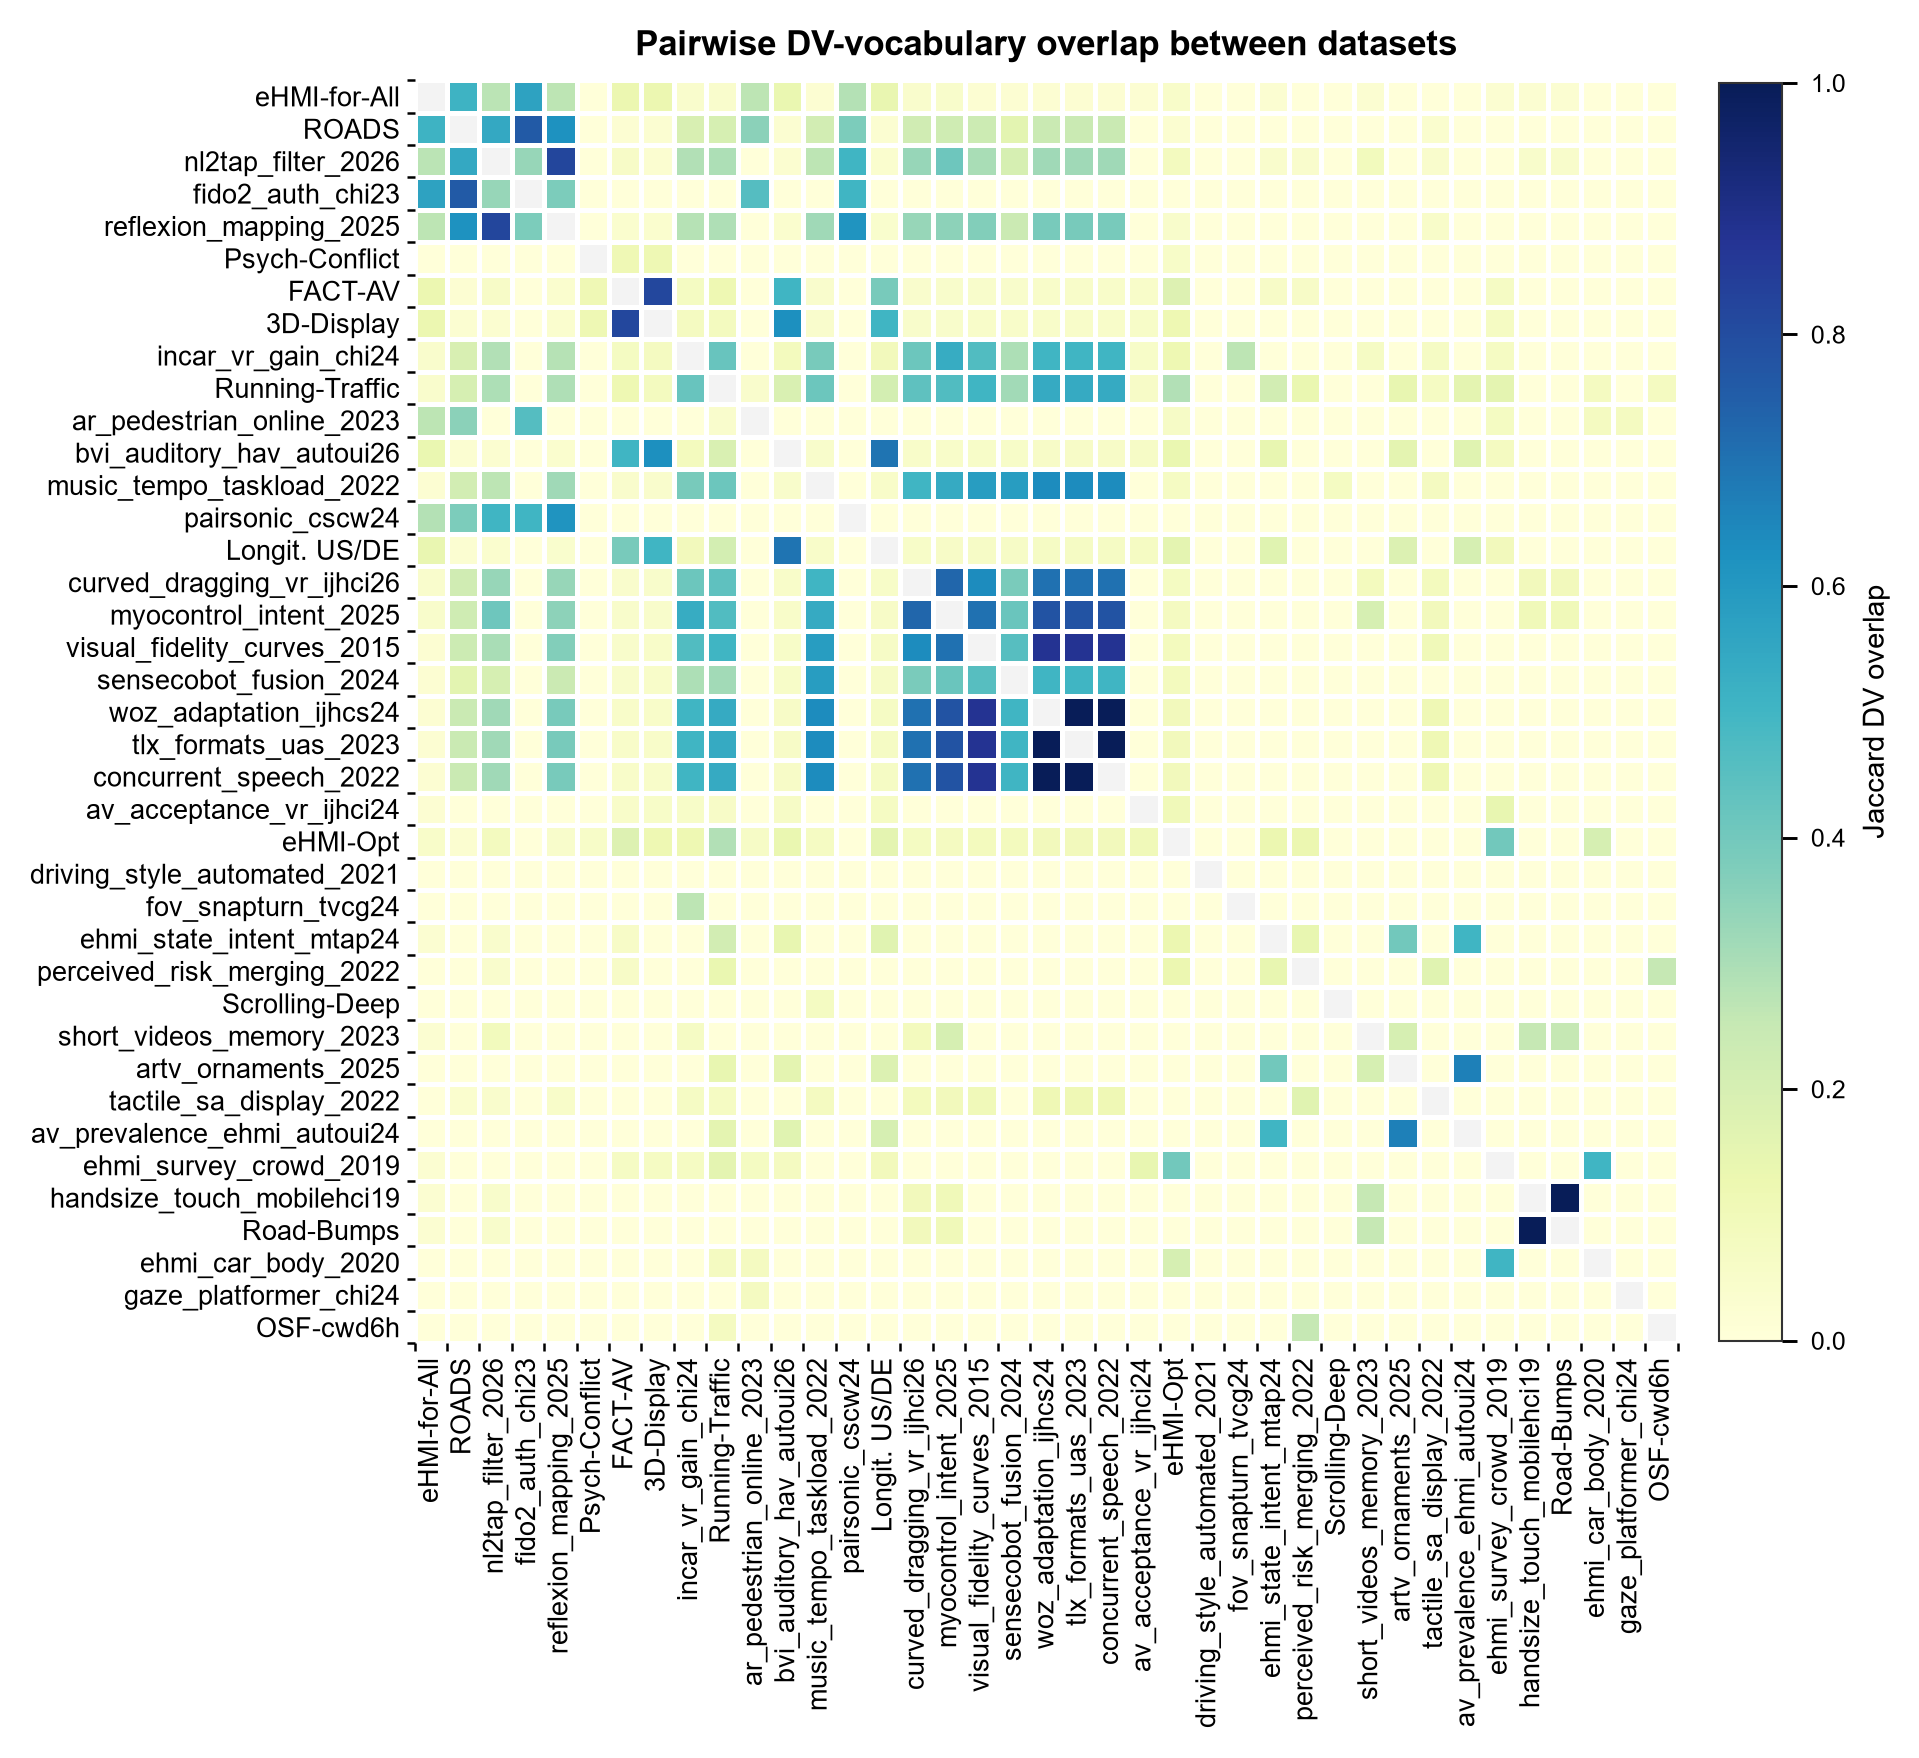 Pairwise DV-vocabulary overlap between datasets
eHMI-for-All
ROADS
nl2tap_filter_2026
fido2_auth_chi23
reflexion_mapping_2025
Psych-Conflict
FACT-AV
3D-Display
incar_vr_gain_chi24
Running-Traffic
ar_pedestrian_online_2023
bvi_auditory_hav_autoui26
music_tempo_taskload_2022
pairsonic_cscw24
Longit. US/DE
curved_dragging_vr_ijhci26
myocontrol_intent_2025
visual_fidelity_curves_2015
sensecobot_fusion_2024
woz_adaptation_ijhcs24
tlx_formats_uas_2023
concurrent_speech_2022
av_acceptance_vr_ijhci24
eHMI-Opt
driving_style_automated_2021
fov_snapturn_tvcg24
ehmi_state_intent_mtap24
perceived_risk_merging_2022
Scrolling-Deep
short_videos_memory_2023
artv_ornaments_2025
tactile_sa_display_2022
av_prevalence_ehmi_autoui24
ehmi_survey_crowd_2019
handsize_touch_mobilehci19
Road-Bumps
ehmi_car_body_2020
gaze_platformer_chi24
OSF-cwd6h
eHMI-for-All
ROADS
nl2tap_filter_2026
fido2_auth_chi23
reflexion_mapping_2025
Psych-Conflict
FACT-AV
3D-Display
incar_vr_gain_chi24
Running-Traffic
ar_pedestrian_online_2023
bvi_auditory_hav_autoui26
music_tempo_taskload_2022
pairsonic_cscw24
Longit. US/DE
curved_dragging_vr_ijhci26
myocontrol_intent_2025
visual_fidelity_curves_2015
sensecobot_fusion_2024
woz_adaptation_ijhcs24
tlx_formats_uas_2023
concurrent_speech_2022
av_acceptance_vr_ijhci24
eHMI-Opt
driving_style_automated_2021
fov_snapturn_tvcg24
ehmi_state_intent_mtap24
perceived_risk_merging_2022
Scrolling-Deep
short_videos_memory_2023
artv_ornaments_2025
tactile_sa_display_2022
av_prevalence_ehmi_autoui24
ehmi_survey_crowd_2019
handsize_touch_mobilehci19
Road-Bumps
ehmi_car_body_2020
gaze_platformer_chi24
OSF-cwd6h
1.0
0.8
0.6
0.4
0.2
0.0
Jaccard DV overlap